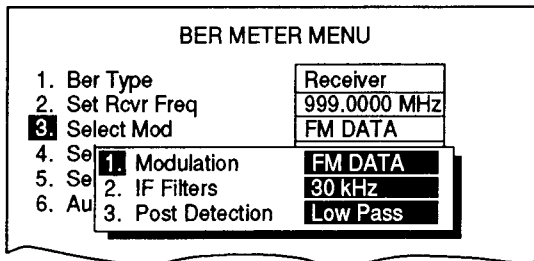 BER METER MENU
1. Ber Type Receiver
2. Set Rcvr Freq 999.0000 MHz
3. Select Mod FM DATA
4. Se
5. Se
6. Au
1. Modulation FM DATA
2. IF Filters 30 kHz
3. Post Detection Low Pass